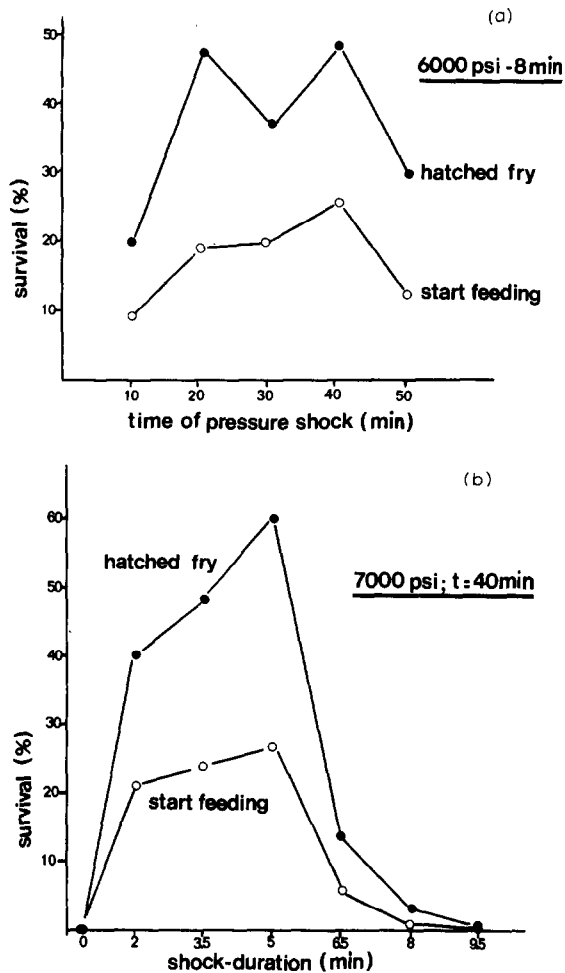 (a)
6000 psi - 8 min
50
40
30
20
10
survival (%)
hatched fry
start feeding
10 20 30 40 50
time of pressure shock (min)
(b)
7000 psi; t=40min
60
50
40
30
20
10
survival (%)
hatched fry
start feeding
0 2 3.5 5 6.5 8 9.5
shock-duration (min)